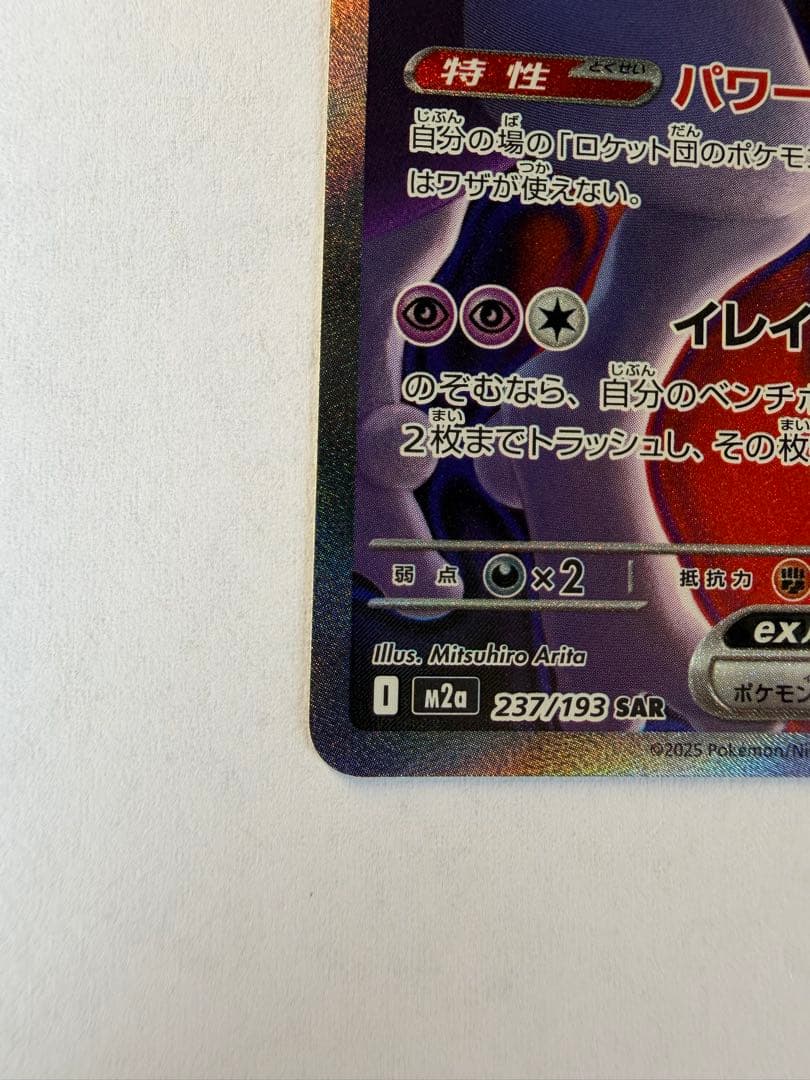 特性 とくせい パワー
じぶん ば だん
自分の場の「ロケット団のポケモ
つか
はワザが使えない。
イレイ
じぶん
のぞむなら、自分のベンチポ
まい まい
2枚までトラッシュし、その枚
弱点 ×2 抵抗力
ex
Illus. Mitsuhiro Arita
I m2a 237/193 SAR ポケモン
©2025 Pokémon/Ni